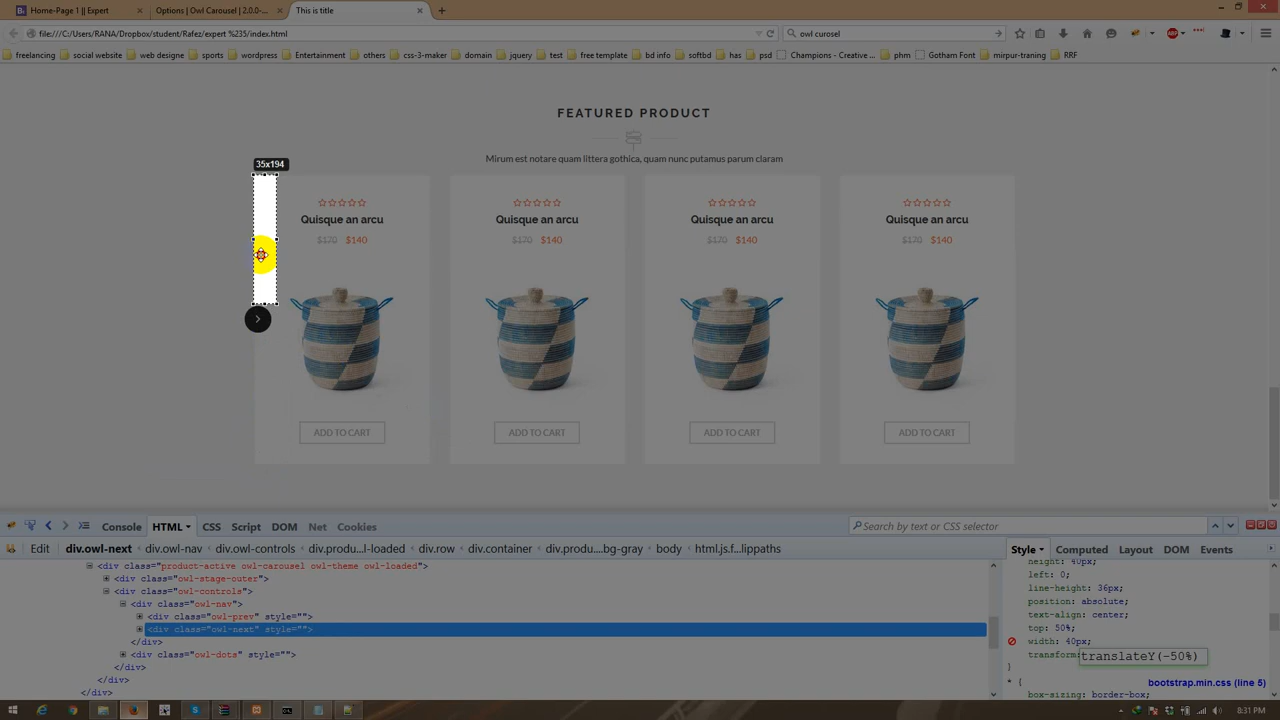 Home-Page 1 || Expert
Options | Owl Carousel | 2.0.0-...
This is title
file:///C:/Users/RANA/Dropbox/student/Rafez/expert %235/index.html
owl curosel
freelancing
social website
web designe
sports
wordpress
Entertainment
others
css-3-maker
domain
jquery
test
free template
bd info
softbd
has
psd
Champions - Creative ...
phm
Gotham Font
mirpur-traning
RRF
FEATURED PRODUCT
Mirum est notare quam littera gothica, quam nunc putamus parum claram
35x194
Quisque an arcu
Quisque an arcu
Quisque an arcu
Quisque an arcu
$170 $140
$170 $140
$170 $140
$170 $140
ADD TO CART
ADD TO CART
ADD TO CART
ADD TO CART
Console HTML CSS Script DOM Net Cookies
Search by text or CSS selector
Edit div.owl-next < div.owl-nav < div.owl-controls < div.produ...l-loaded < div.row < div.container < div.produ....bg-gray < body < html.js.f...lippaths
Style Computed Layout DOM Events
<div class="product-active owl-carousel owl-theme owl-loaded">
<div class="owl-stage-outer">
<div class="owl-controls">
<div class="owl-nav">
<div class="owl-prev" style="">
<div class="owl-next" style="">
</div>
<div class="owl-dots" style="">
</div>
</div>
</div>
height: 40px;
left: 0;
line-height: 36px;
position: absolute;
text-align: center;
top: 50%;
width: 40px;
transform: translateY(-50%)
}
* {
bootstrap.min.css (line 5)
box-sizing: border-box;
8:31 PM